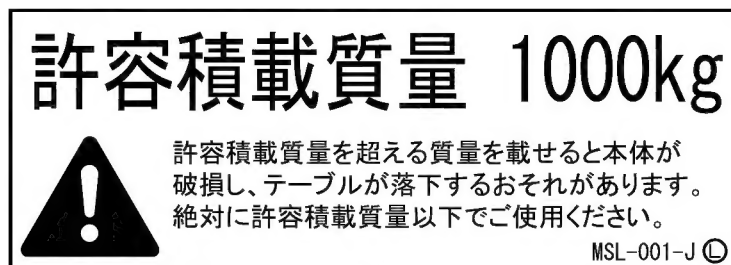 許容積載質量 1000kg
許容積載質量を超える質量を載せると本体が
破損し、テーブルが落下するおそれがあります。
絶対に許容積載質量以下でご使用ください。
MSL-001-J Ⓛ